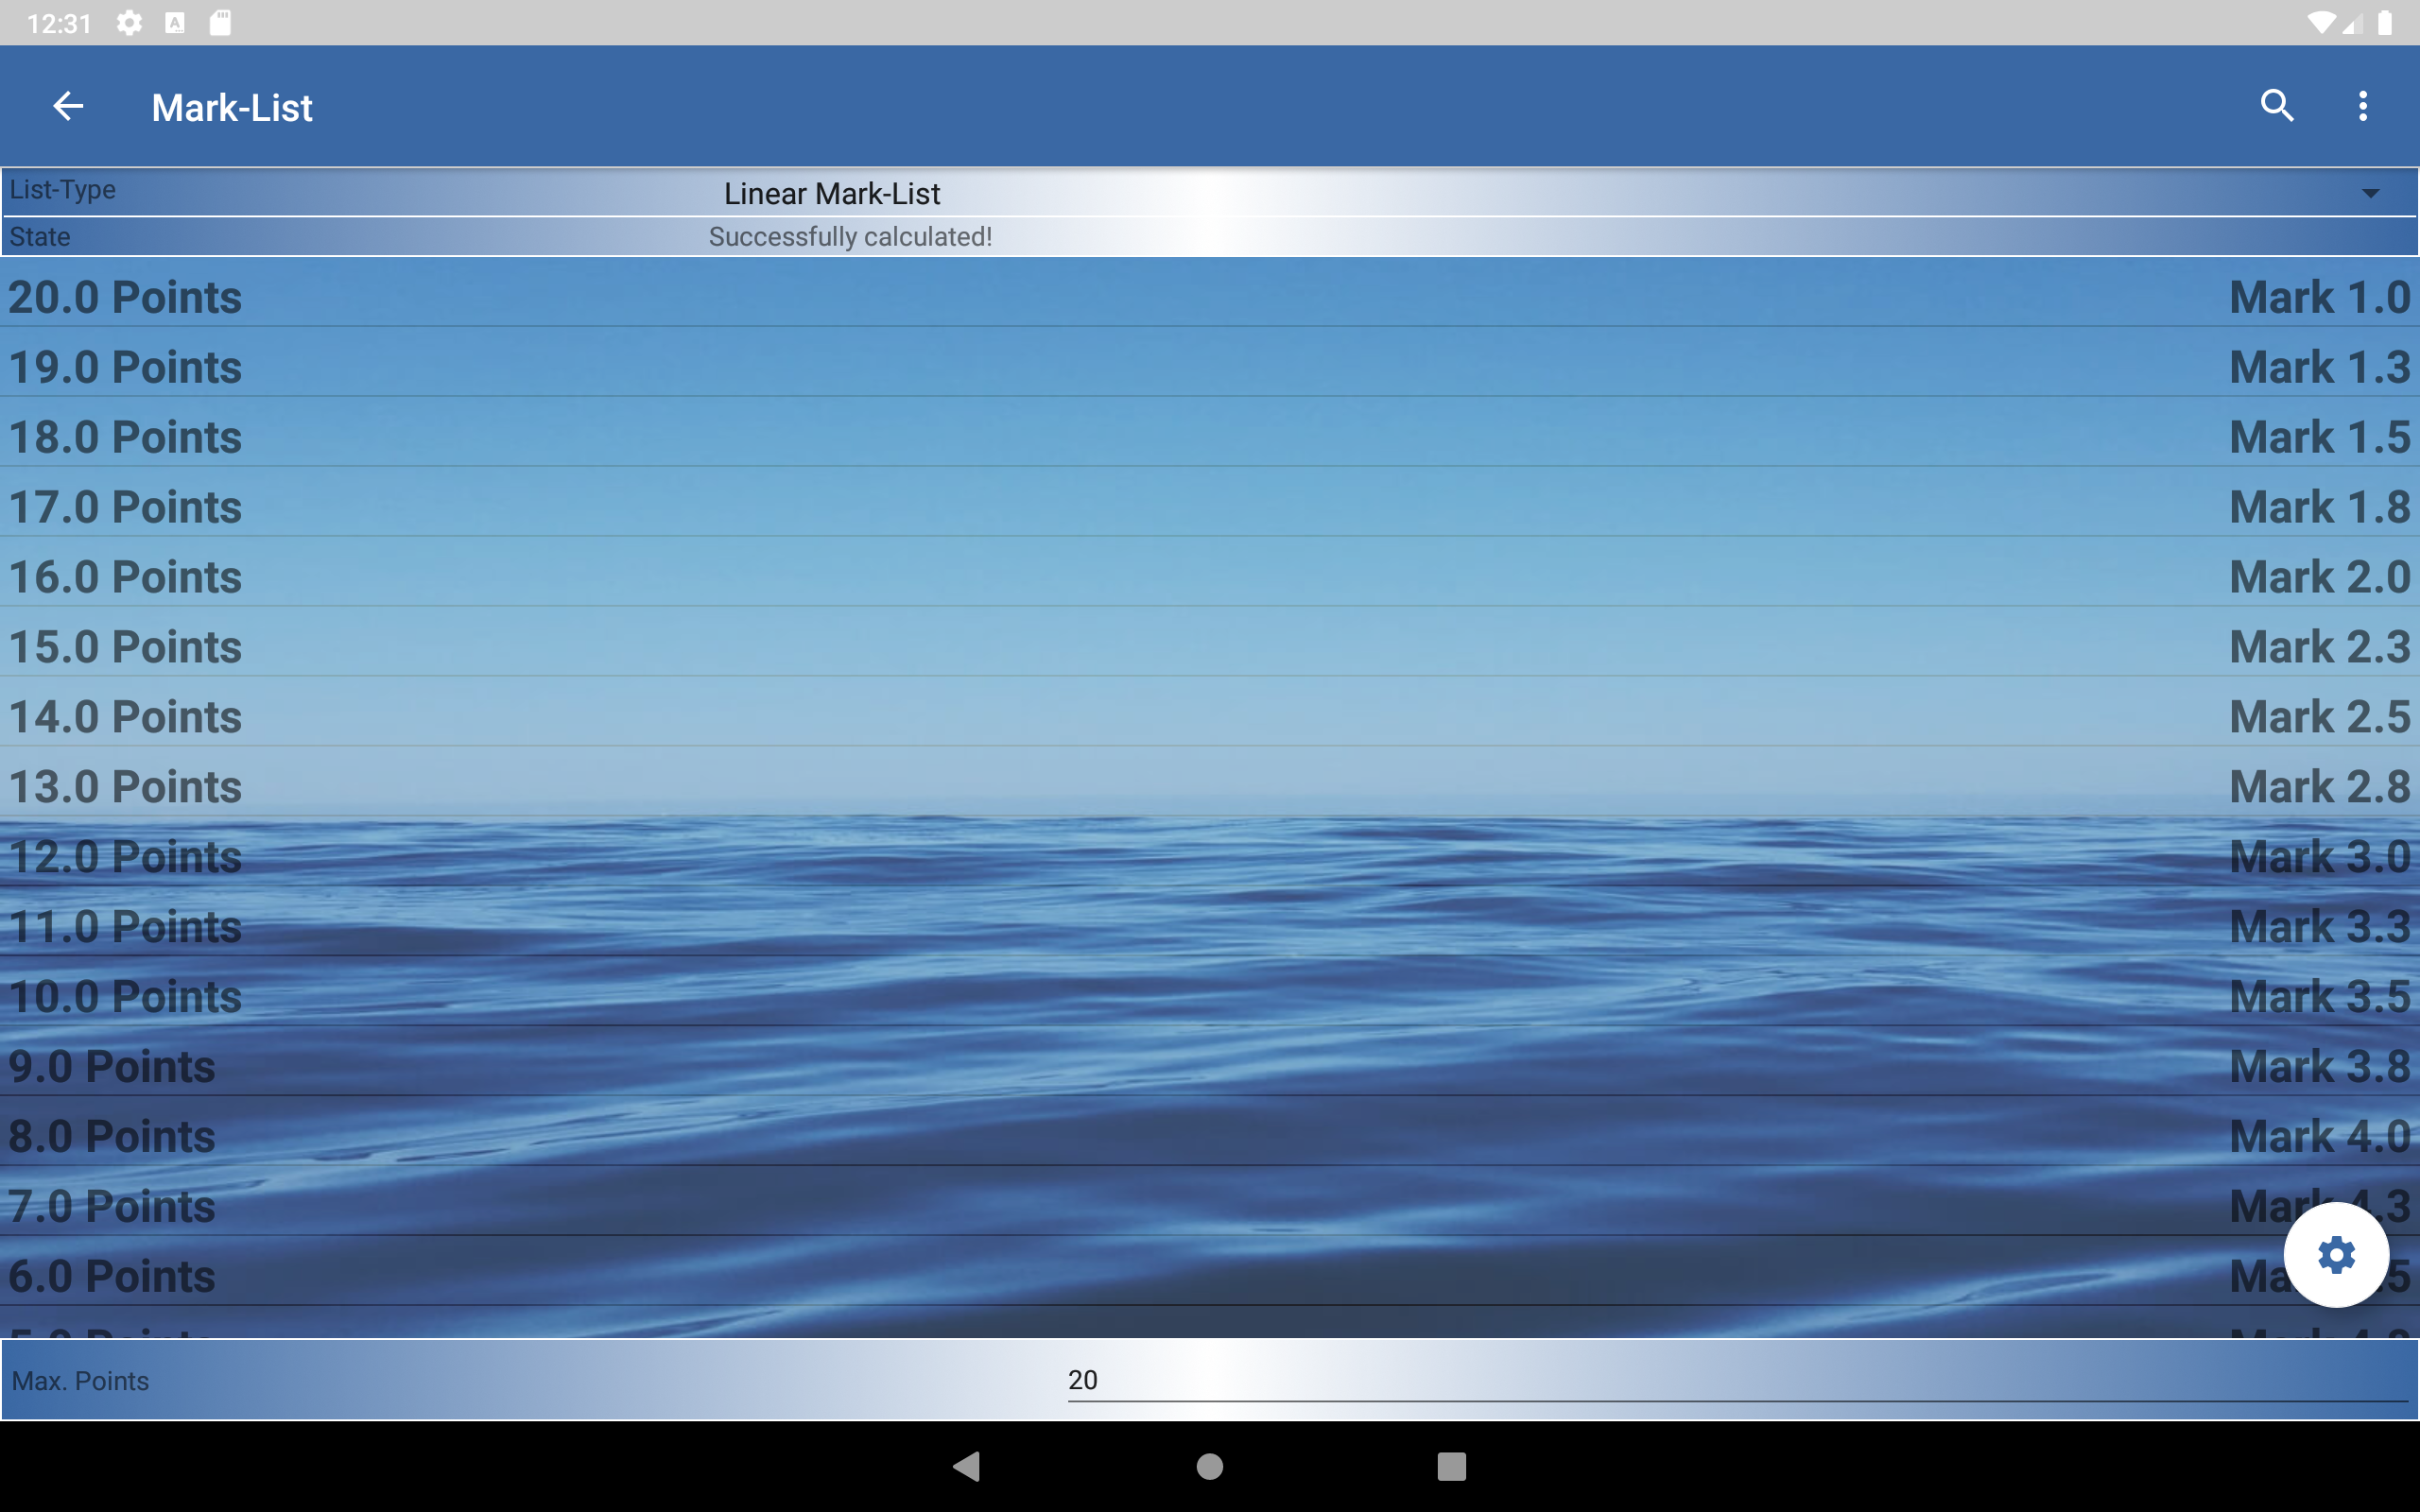 12:31
Mark-List
List-Type Linear Mark-List
State Successfully calculated!
20.0 Points Mark 1.0
19.0 Points Mark 1.3
18.0 Points Mark 1.5
17.0 Points Mark 1.8
16.0 Points Mark 2.0
15.0 Points Mark 2.3
14.0 Points Mark 2.5
13.0 Points Mark 2.8
12.0 Points Mark 3.0
11.0 Points Mark 3.3
10.0 Points Mark 3.5
9.0 Points Mark 3.8
8.0 Points Mark 4.0
7.0 Points Mark 4.3
6.0 Points
Max. Points 20